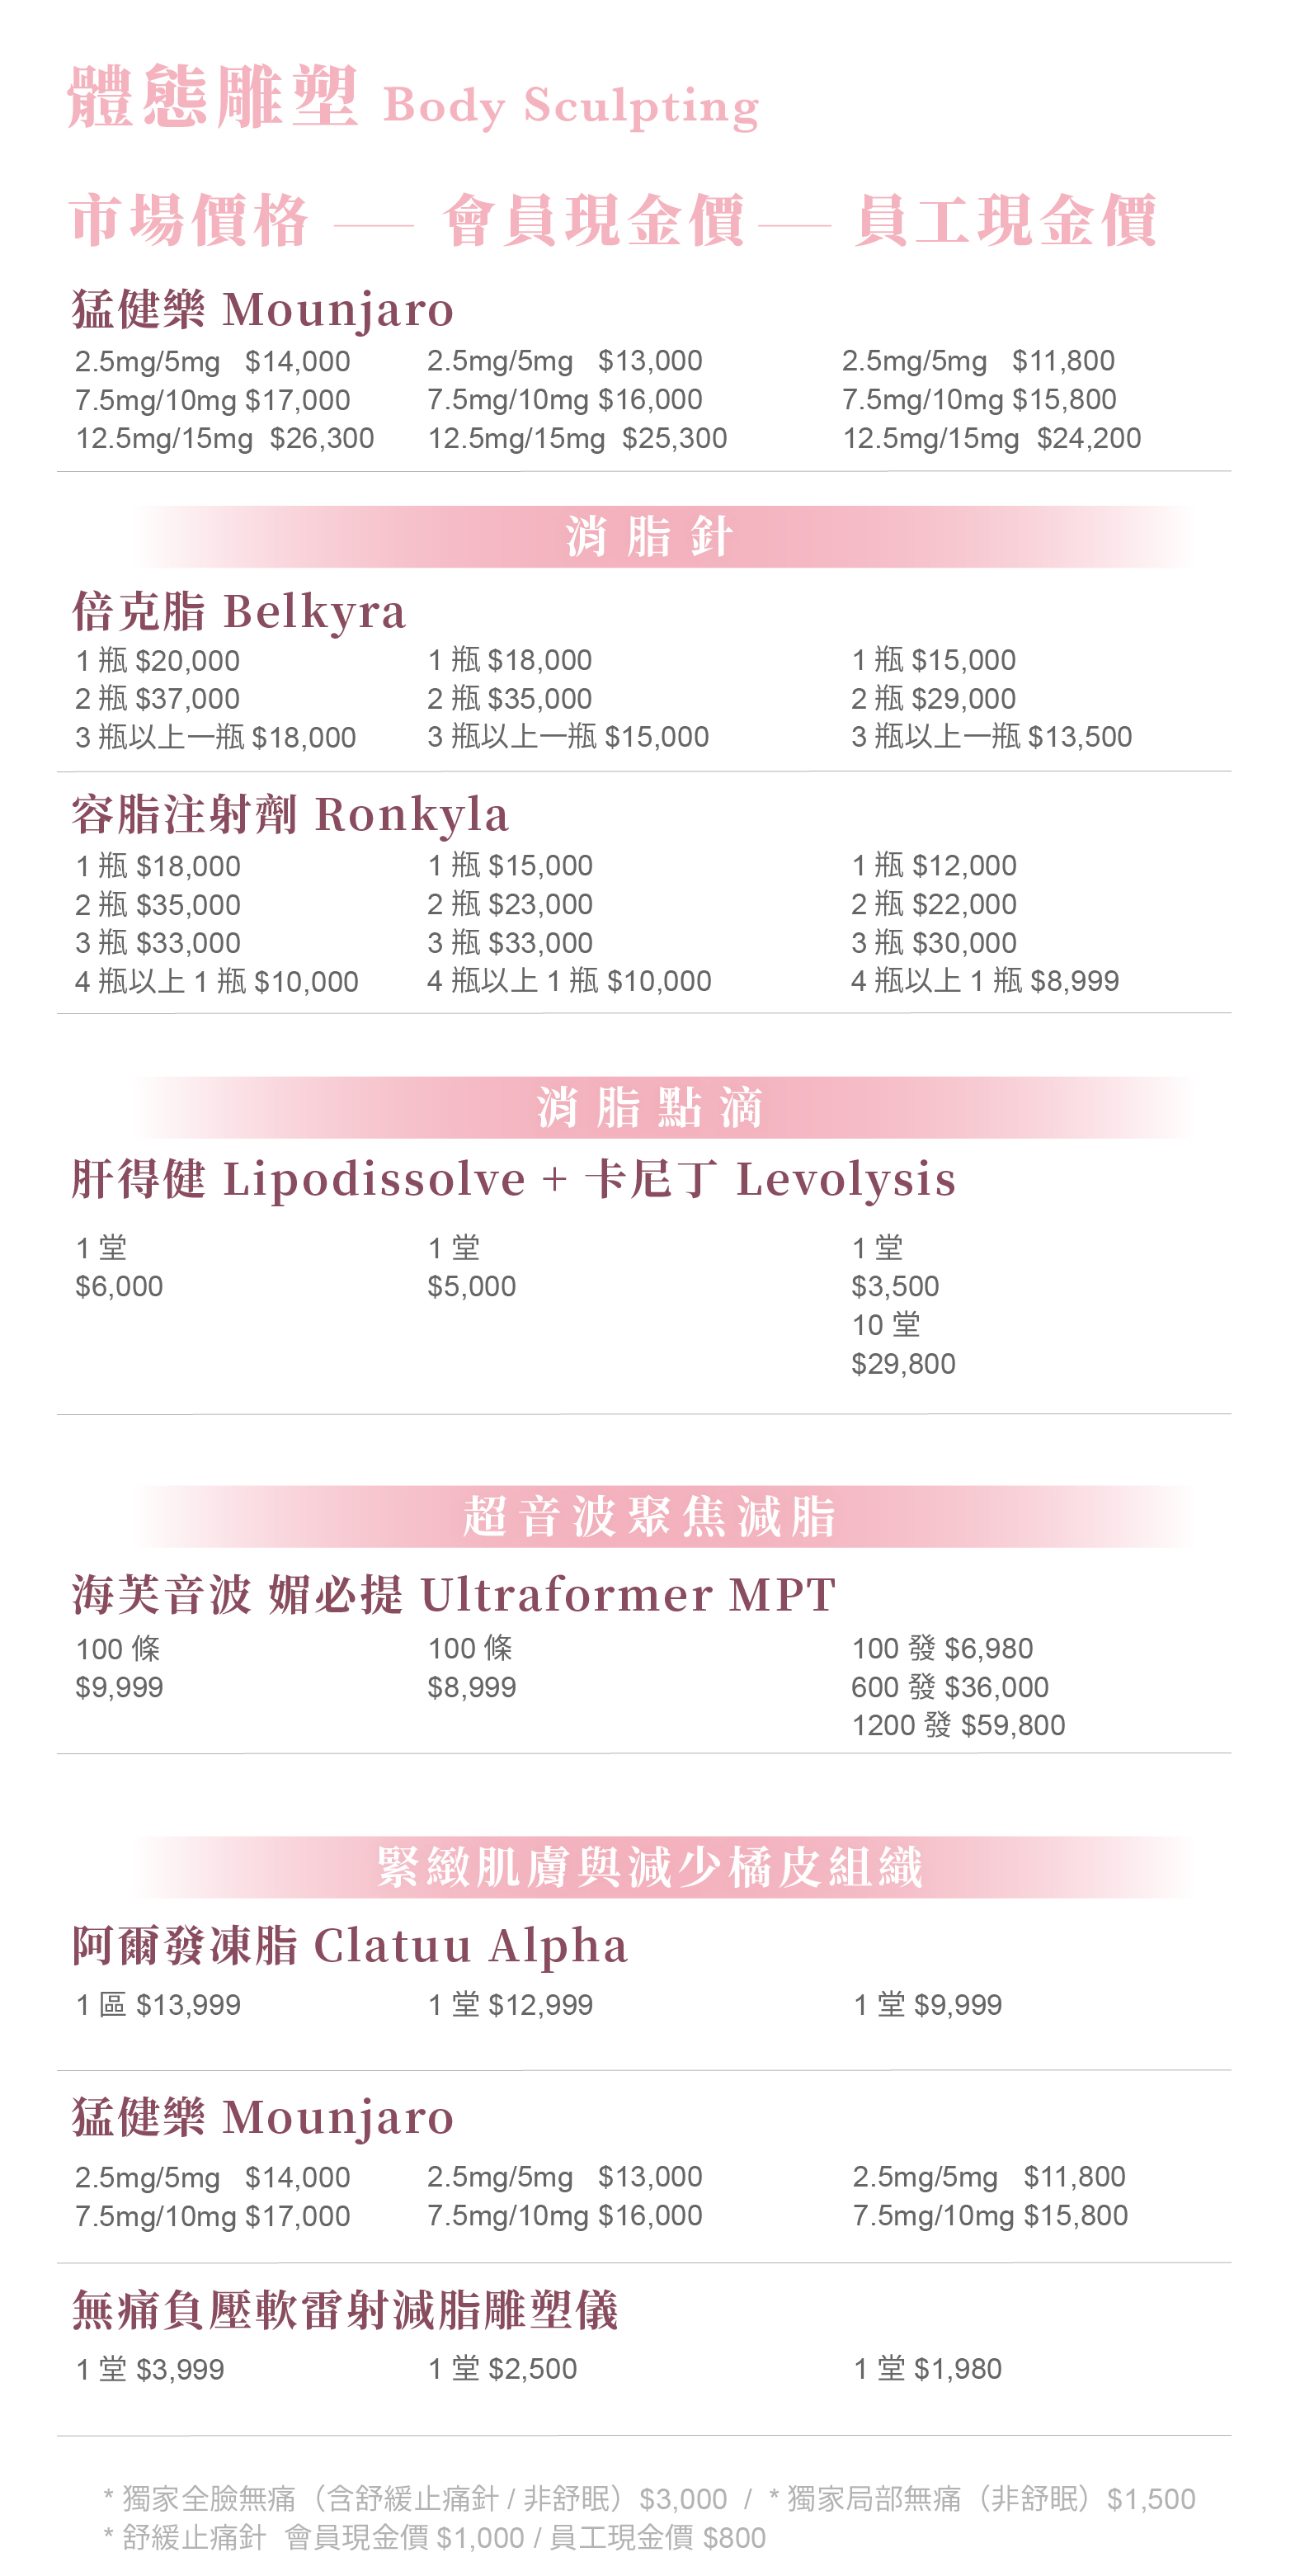 體態雕塑 Body Sculpting
市場價格 —— 會員現金價 —— 員工現金價
猛健樂 Mounjaro
2.5mg/5mg $14,000 2.5mg/5mg $13,000 2.5mg/5mg $11,800
7.5mg/10mg $17,000 7.5mg/10mg $16,000 7.5mg/10mg $15,800
12.5mg/15mg $26,300 12.5mg/15mg $25,300 12.5mg/15mg $24,200
消脂針
倍克脂 Belkyra
1 瓶 $20,000 1 瓶 $18,000 1 瓶 $15,000
2 瓶 $37,000 2 瓶 $35,000 2 瓶 $29,000
3 瓶以上一瓶 $18,000 3 瓶以上一瓶 $15,000 3 瓶以上一瓶 $13,500
容脂注射劑 Ronkyla
1 瓶 $18,000 1 瓶 $15,000 1 瓶 $12,000
2 瓶 $35,000 2 瓶 $23,000 2 瓶 $22,000
3 瓶 $33,000 3 瓶 $33,000 3 瓶 $30,000
4 瓶以上 1 瓶 $10,000 4 瓶以上 1 瓶 $10,000 4 瓶以上 1 瓶 $8,999
消脂點滴
肝得健 Lipodissolve + 卡尼丁 Levolysis
1 堂 1 堂 1 堂
$6,000 $5,000 $3,500
10 堂
$29,800
超音波聚焦減脂
海芙音波 媚必提 Ultraformer MPT
100 條 100 條 100 發 $6,980
$9,999 $8,999 600 發 $36,000
1200 發 $59,800
緊緻肌膚與減少橘皮組織
阿爾發凍脂 Clatuu Alpha
1 區 $13,999 1 堂 $12,999 1 堂 $9,999
猛健樂 Mounjaro
2.5mg/5mg $14,000 2.5mg/5mg $13,000 2.5mg/5mg $11,800
7.5mg/10mg $17,000 7.5mg/10mg $16,000 7.5mg/10mg $15,800
無痛負壓軟雷射減脂雕塑儀
1 堂 $3,999 1 堂 $2,500 1 堂 $1,980
* 獨家全臉無痛（含舒緩止痛針 / 非舒眠）$3,000 / * 獨家局部無痛（非舒眠）$1,500
* 舒緩止痛針 會員現金價 $1,000 / 員工現金價 $800